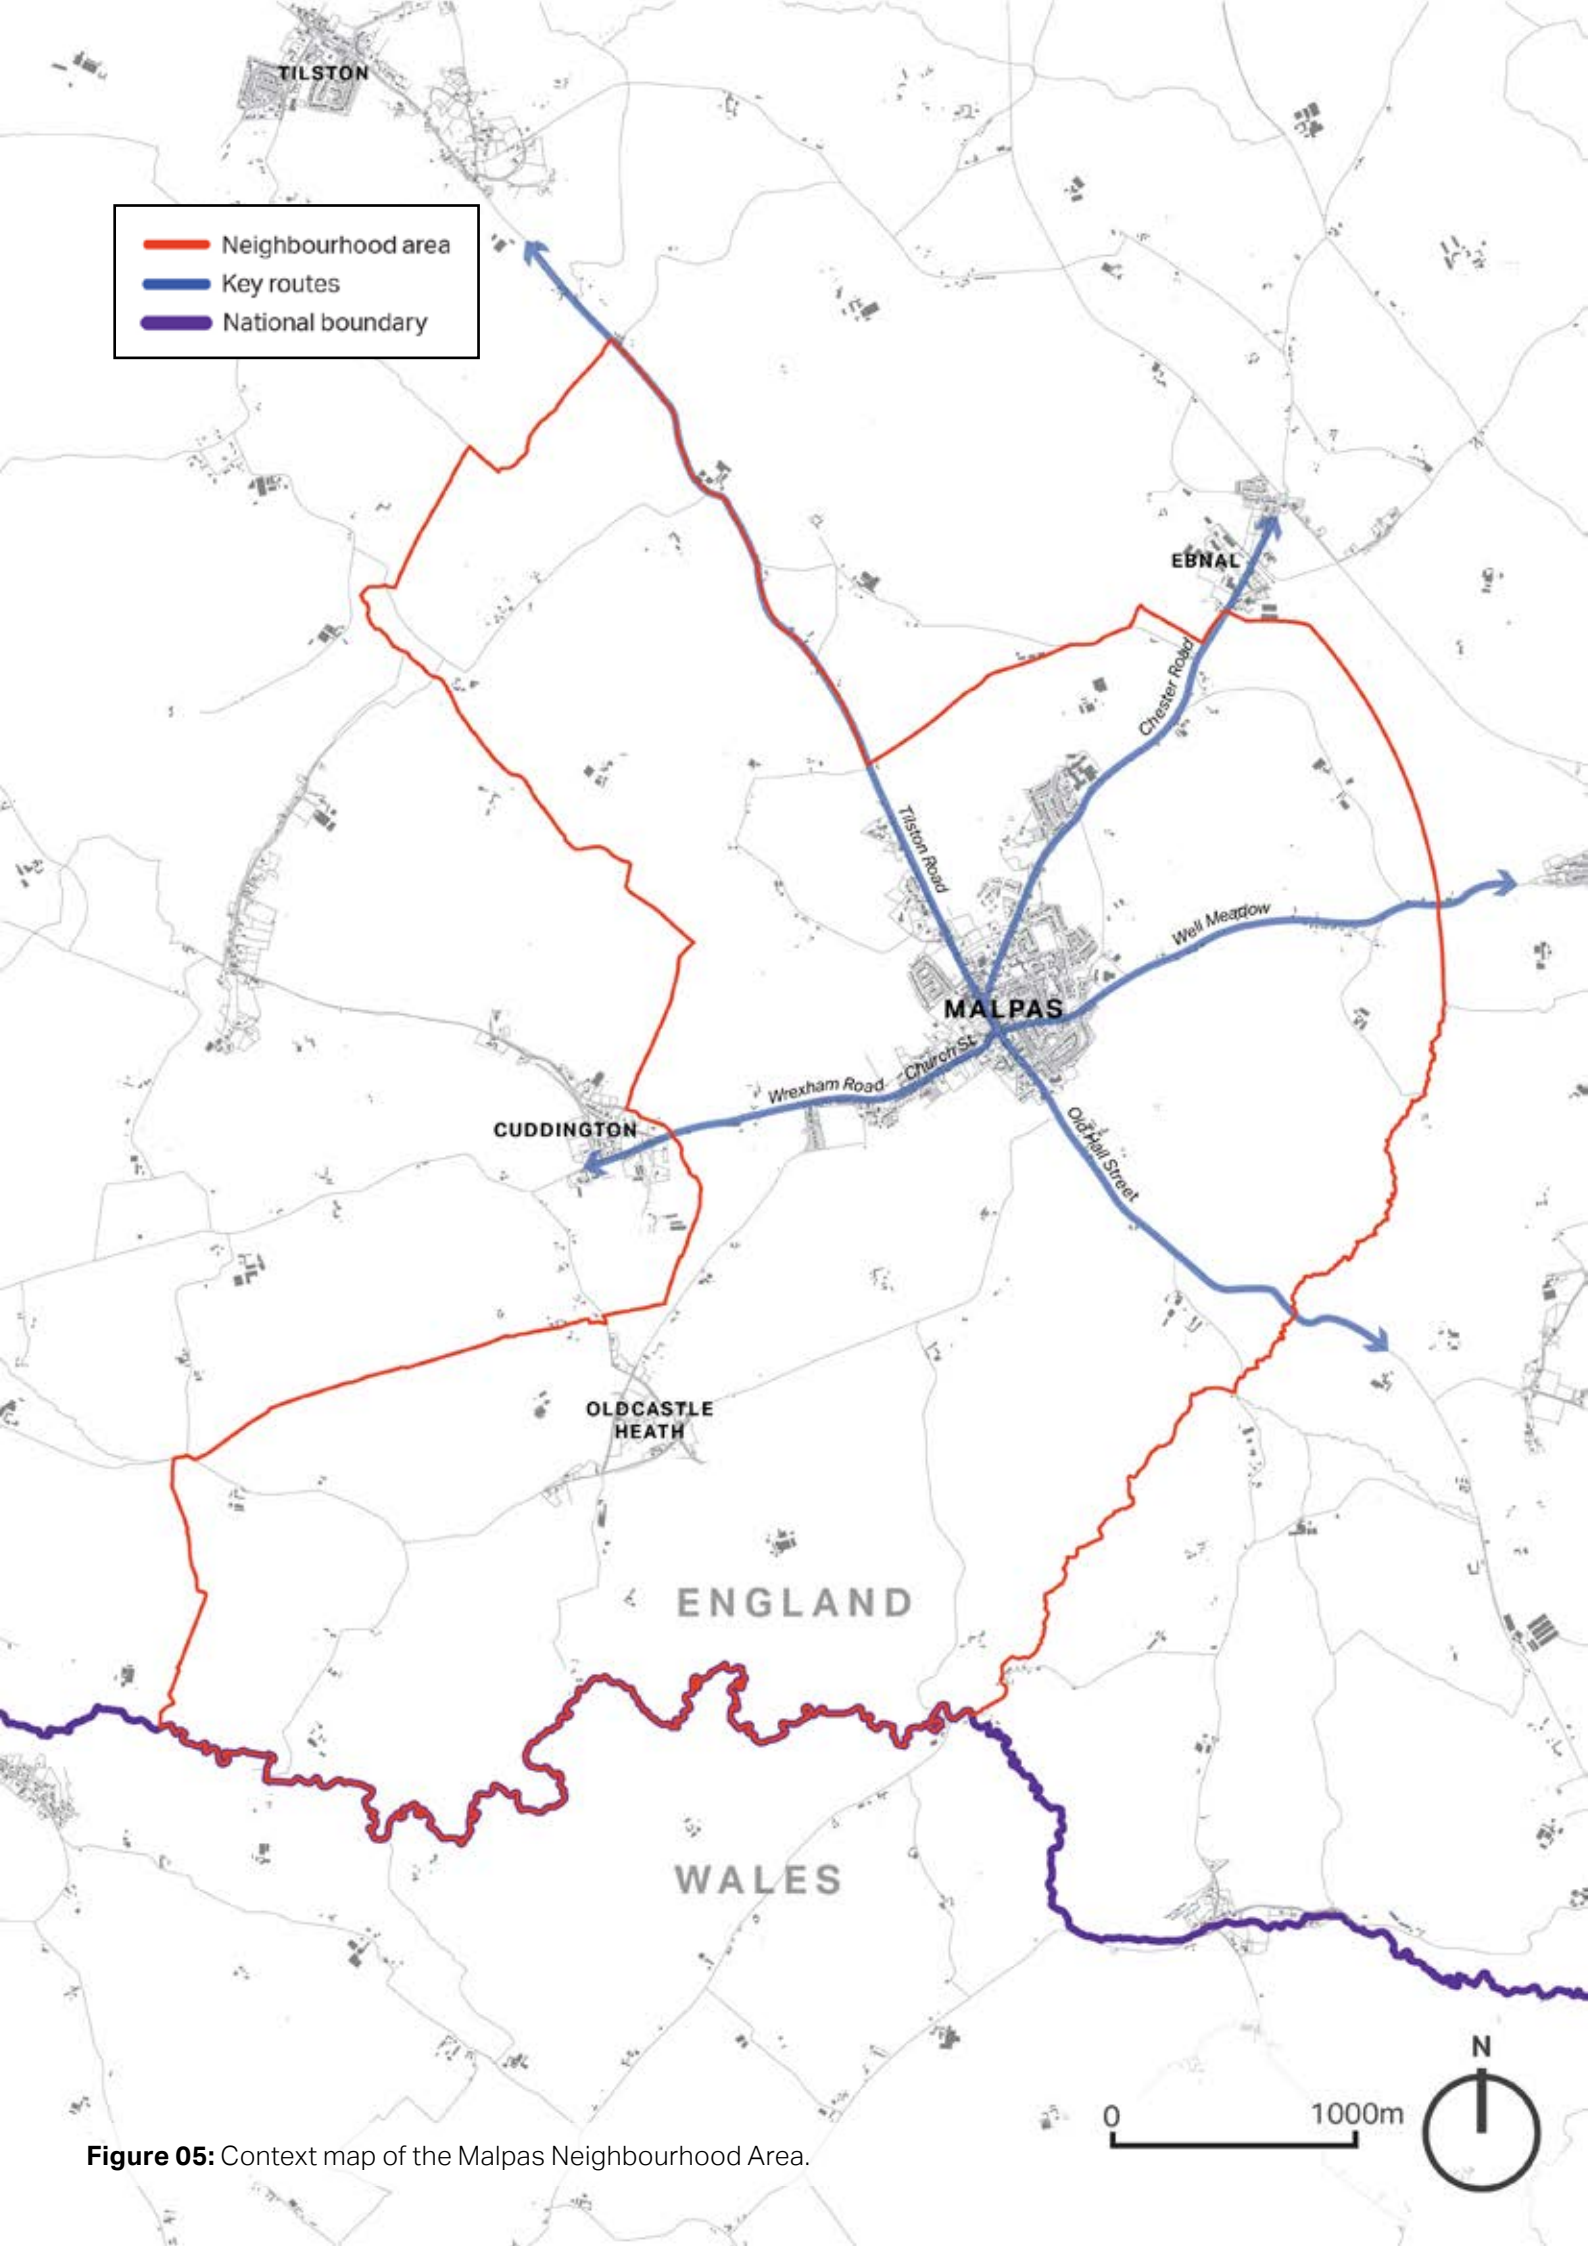 TILSTON
Neighbourhood area
Key routes
National boundary
EBNAL
Chester Road
Tilston Road
Well Meadow
MALPAS
Church St
Wrexham Road
CUDDINGTON
Old Hall Street
OLDCASTLE
HEATH
ENGLAND
WALES
N
0 1000m
Figure 05: Context map of the Malpas Neighbourhood Area.